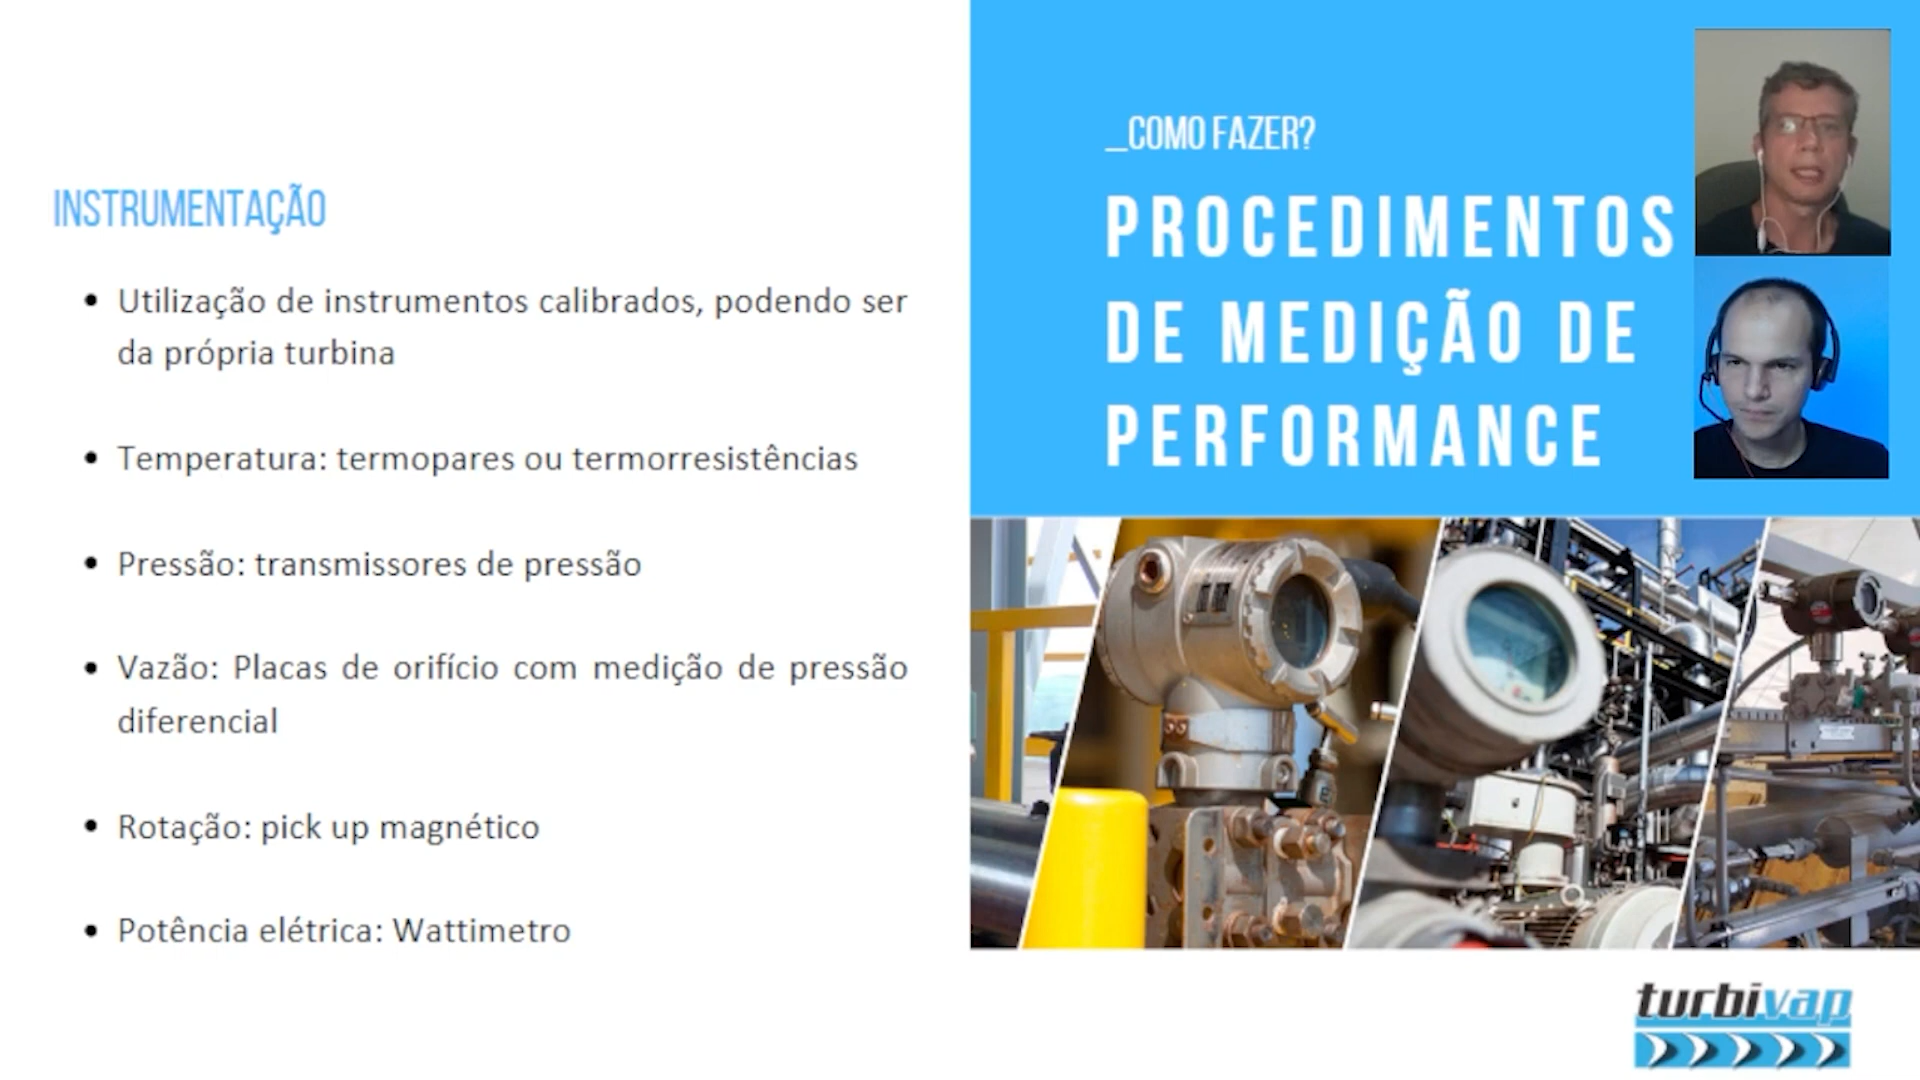 INSTRUMENTAÇÃO
• Utilização de instrumentos calibrados, podendo ser
da própria turbina
• Temperatura: termopares ou termorresistências
• Pressão: transmissores de pressão
• Vazão: Placas de orifício com medição de pressão
diferencial
• Rotação: pick up magnético
• Potência elétrica: Wattimetro
_COMO FAZER?
PROCEDIMENTOS
DE MEDIÇÃO DE
PERFORMANCE
turbivap